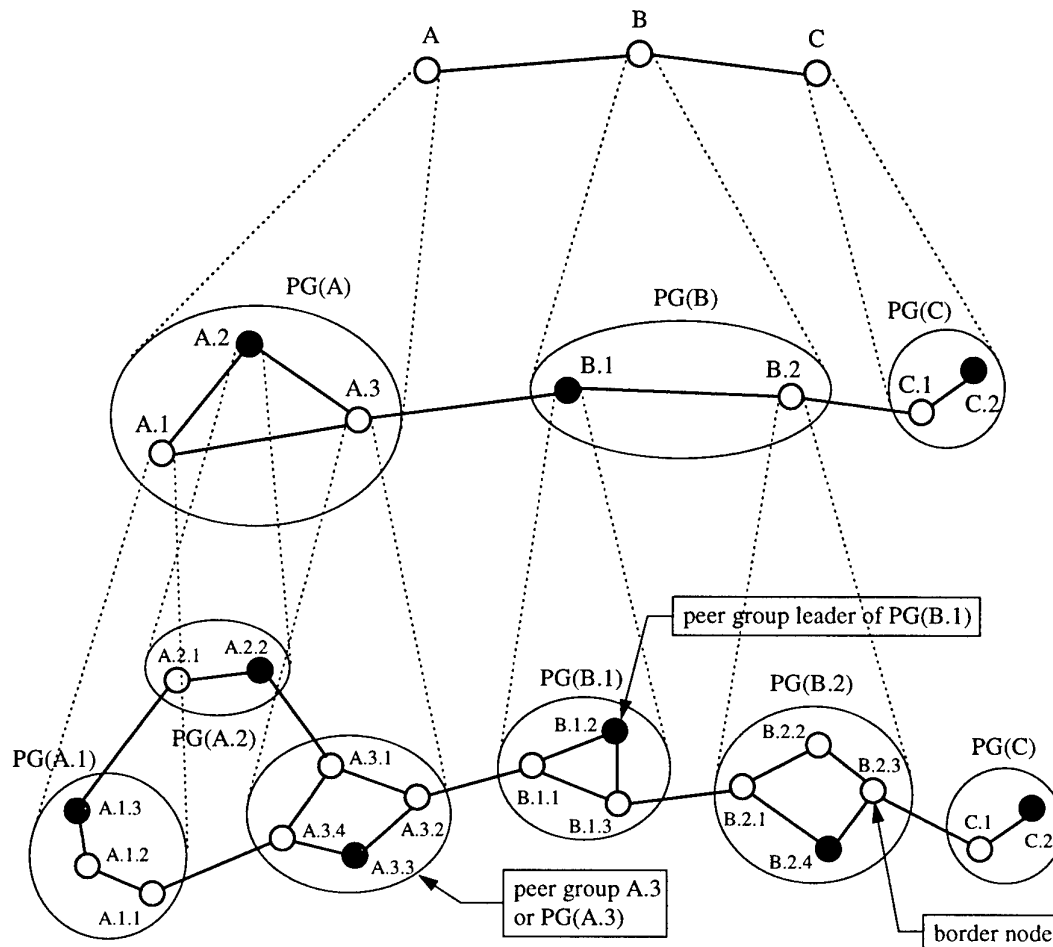 A
B
C
PG(A)
PG(B)
PG(C)
A.2
A.3
A.1
B.1
B.2
C.1
C.2
peer group leader of PG(B.1)
A.2.1
A.2.2
PG(A.2)
PG(B.1)
PG(B.2)
PG(A.1)
PG(C)
B.1.2
B.2.2
A.3.1
B.2.3
B.1.1
A.1.3
A.3.2
B.1.3
B.2.1
A.3.4
C.1
A.1.2
A.3.3
B.2.4
C.2
A.1.1
peer group A.3
or PG(A.3)
border node